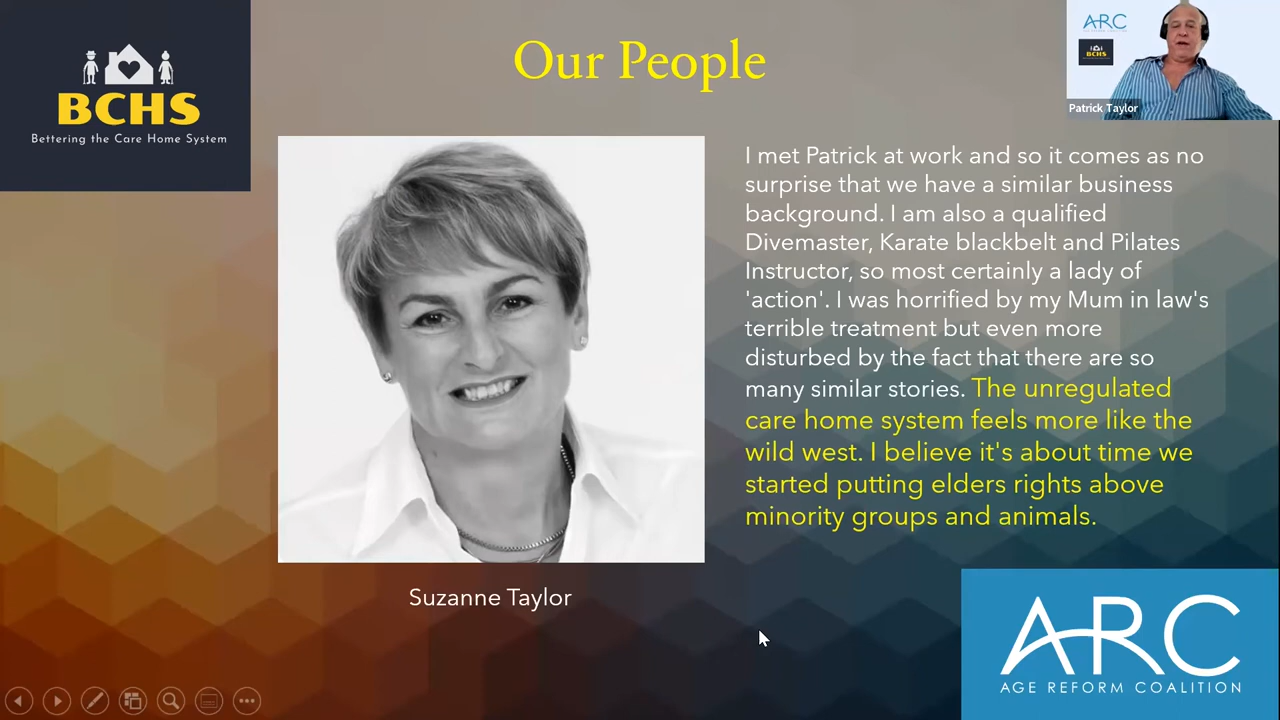 Our People
BCHS
Bettering the Care Home System
ARC
BCHS
Patrick Taylor
I met Patrick at work and so it comes as no
surprise that we have a similar business
background. I am also a qualified
Divemaster, Karate blackbelt and Pilates
Instructor, so most certainly a lady of
'action'. I was horrified by my Mum in law's
terrible treatment but even more
disturbed by the fact that there are so
many similar stories. The unregulated
care home system feels more like the
wild west. I believe it's about time we
started putting elders rights above
minority groups and animals.
Suzanne Taylor
ARC
AGE REFORM COALITION